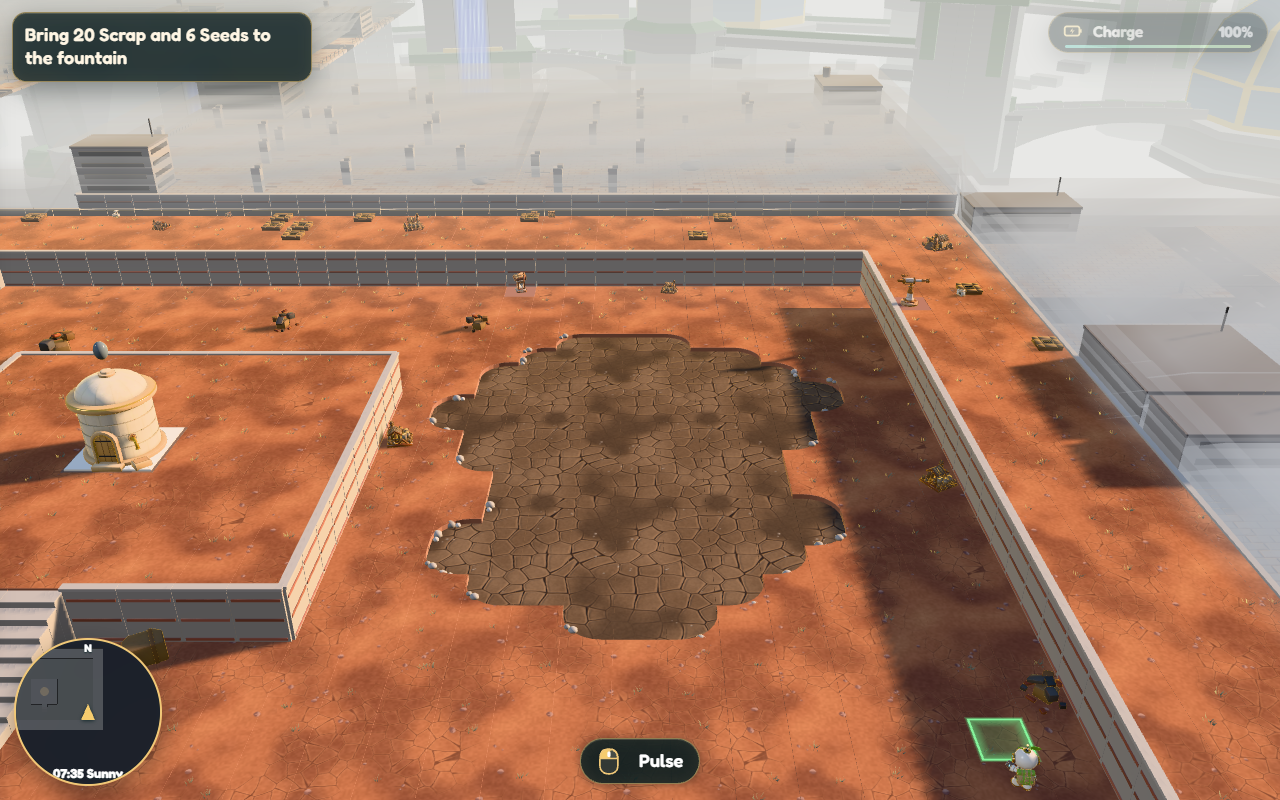 Bring 20 Scrap and 6 Seeds to
the fountain
Charge 100%
N
07:35 Sunny
Pulse